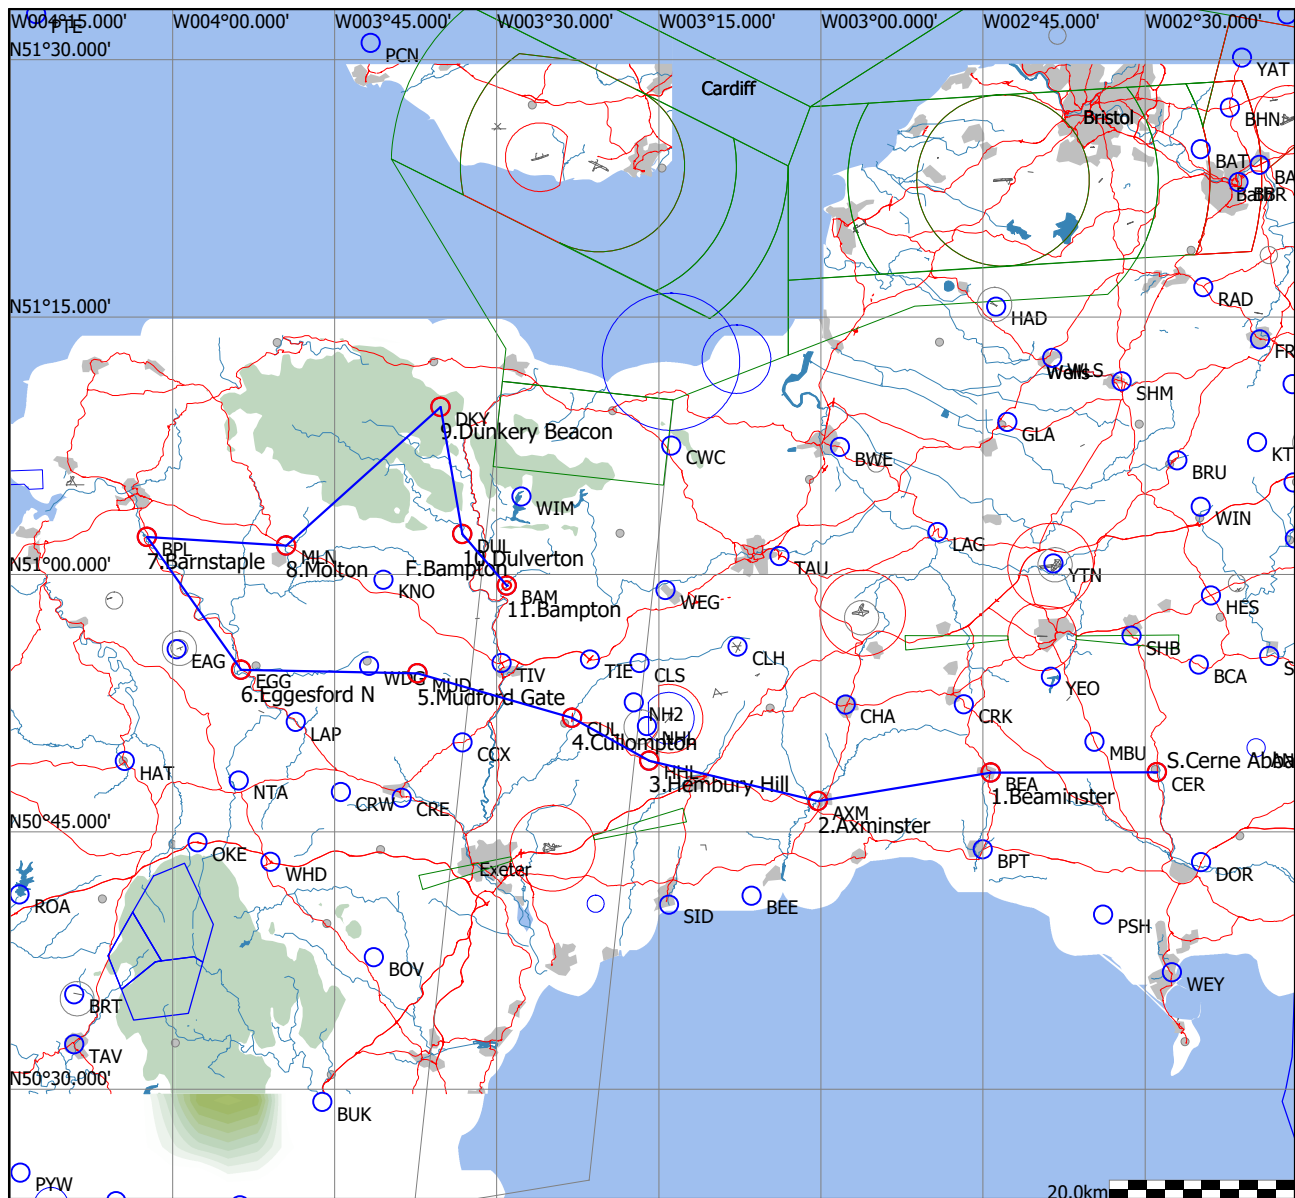 W004°15.000' W004°00.000' W003°45.000' W003°30.000' W003°15.000' W003°00.000' W002°45.000' W002°30.000'
PTE
PCN
N51°30.000'
YAT
Cardiff
BHN
Bristol
BAT
BA
Bath
BBR
N51°15.000'
RAD
HAD
FR
WLS
Wells
SHM
DKY
9.Dunkery Beacon
GLA
CWC
BWE
KT
BRU
WIM
WIN
BPL
7.Barnstaple
MLN
8.Molton
DUL
10.Dulverton
LAG
N51°00.000'
F.Bampton
TAU
YTN
KNO
BAM
11.Bampton
WEG
HES
EAG
SHB
CLH
EGG
6.Eggesford N
WDG
MUD
5.Mudford Gate
TIV
TIE
CLS
BCA
S
YEO
NH2
CHA
CRK
LAP
CUL
4.Cullompton
NHL
CCX
MBU
HAT
HHL
3.Hembury Hill
S.Cerne Abba
CER
BEA
1.Beaminster
NTA
CRW
CRE
AXM
2.Axminster
N50°45.000'
OKE
WHD
Exeter
BPT
DOR
ROA
SID
BEE
PSH
BOV
WEY
BRT
TAV
N50°30.000'
BUK
PYW
20.0km